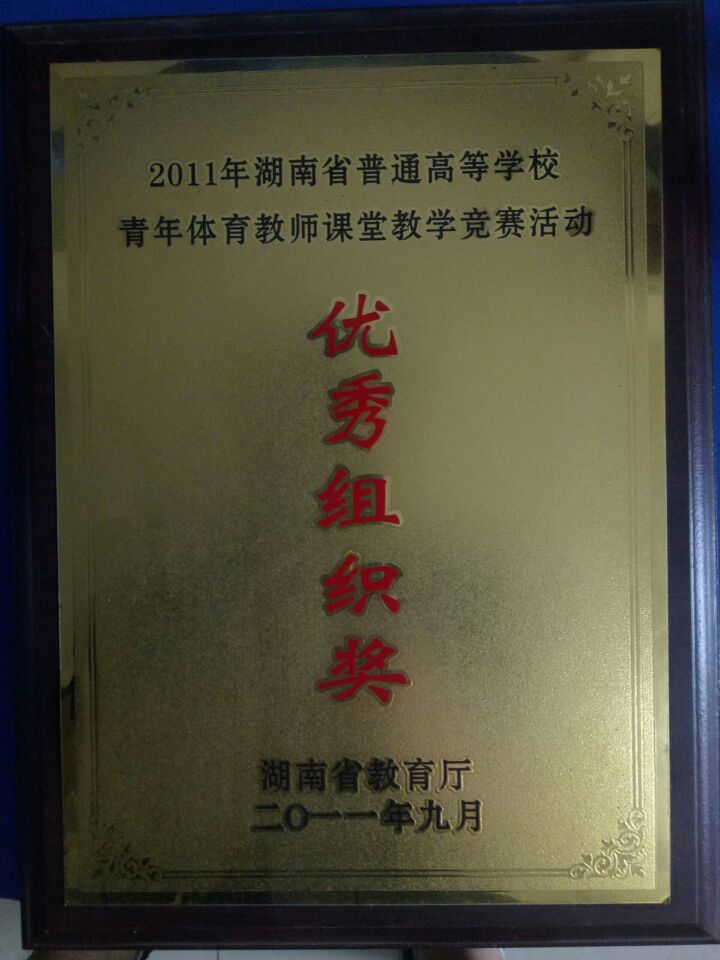 2011年湖南省普通高等学校
青年体育教师课堂教学竞赛活动
优秀组织奖
湖南省教育厅
二〇一一年九月